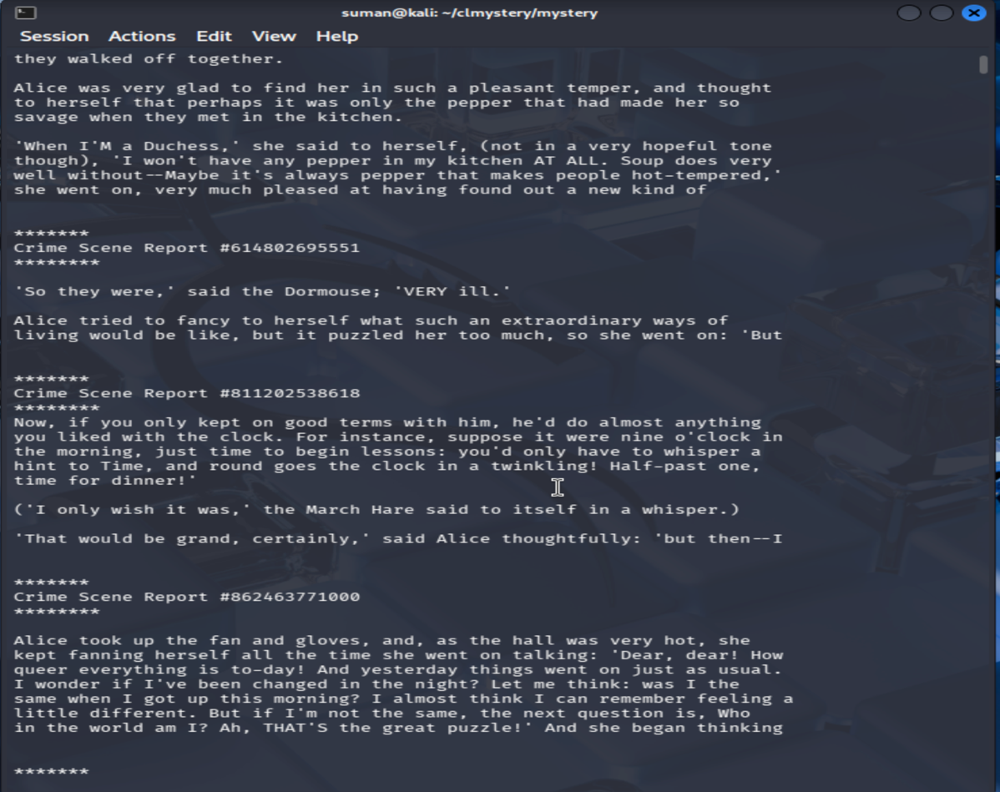 suman@kali: ~/clmystery/mystery
Session Actions Edit View Help
they walked off together.
Alice was very glad to find her in such a pleasant temper, and thought
to herself that perhaps it was only the pepper that had made her so
savage when they met in the kitchen.
'When I'M a Duchess,' she said to herself, (not in a very hopeful tone
though), 'I won't have any pepper in my kitchen AT ALL. Soup does very
well without--Maybe it's always pepper that makes people hot-tempered,'
she went on, very much pleased at having found out a new kind of
*******
Crime Scene Report #614802695551
********
'So they were,' said the Dormouse; 'VERY ill.'
Alice tried to fancy to herself what such an extraordinary ways of
living would be like, but it puzzled her too much, so she went on: 'But
*******
Crime Scene Report #811202538618
********
Now, if you only kept on good terms with him, he'd do almost anything
you liked with the clock. For instance, suppose it were nine o'clock in
the morning, just time to begin lessons: you'd only have to whisper a
hint to Time, and round goes the clock in a twinkling! Half-past one,
time for dinner!'
('I only wish it was,' the March Hare said to itself in a whisper.)
'That would be grand, certainly,' said Alice thoughtfully: 'but then--I
*******
Crime Scene Report #862463771000
********
Alice took up the fan and gloves, and, as the hall was very hot, she
kept fanning herself all the time she went on talking: 'Dear, dear! How
queer everything is to-day! And yesterday things went on just as usual.
I wonder if I've been changed in the night? Let me think: was I the
same when I got up this morning? I almost think I can remember feeling a
little different. But if I'm not the same, the next question is, Who
in the world am I? Ah, THAT'S the great puzzle!' And she began thinking
*******